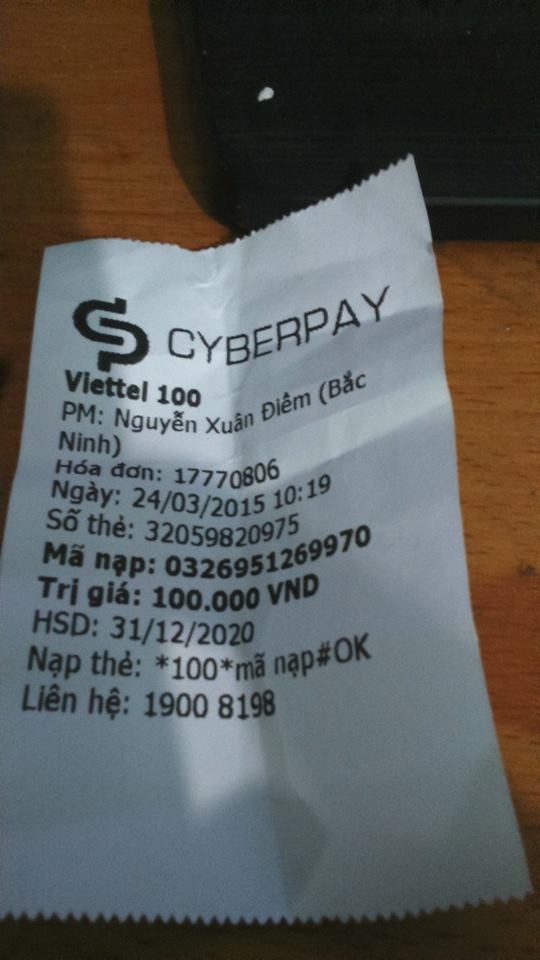 CYBERPAY
Viettel 100
PM: Nguyễn Xuân Điềm (Bắc
Ninh)
Hóa đơn: 17770806
Ngày: 24/03/2015 10:19
Số thẻ: 32059820975
Mã nạp: 0326951269970
Trị giá: 100.000 VND
HSD: 31/12/2020
Nạp thẻ: *100*mã nạp#OK
Liên hệ: 1900 8198